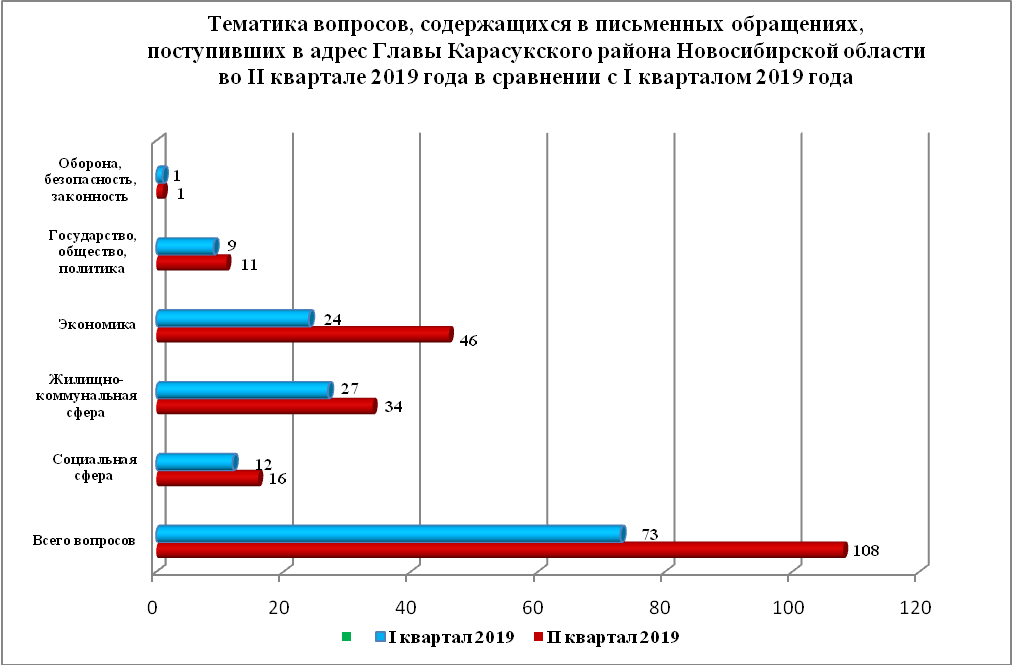 Тематика вопросов, содержащихся в письменных обращениях,
поступивших в адрес Главы Карасукского района Новосибирской области
во II квартале 2019 года в сравнении с I кварталом 2019 года
Оборона,
безопасность,
законность
1
1
Государство,
общество,
политика
9
11
Экономика
24
46
Жилищно-
коммунальная
сфера
27
34
Социальная
сфера
12
16
Всего вопросов
73
108
0 20 40 60 80 100 120
I квартал 2019 II квартал 2019